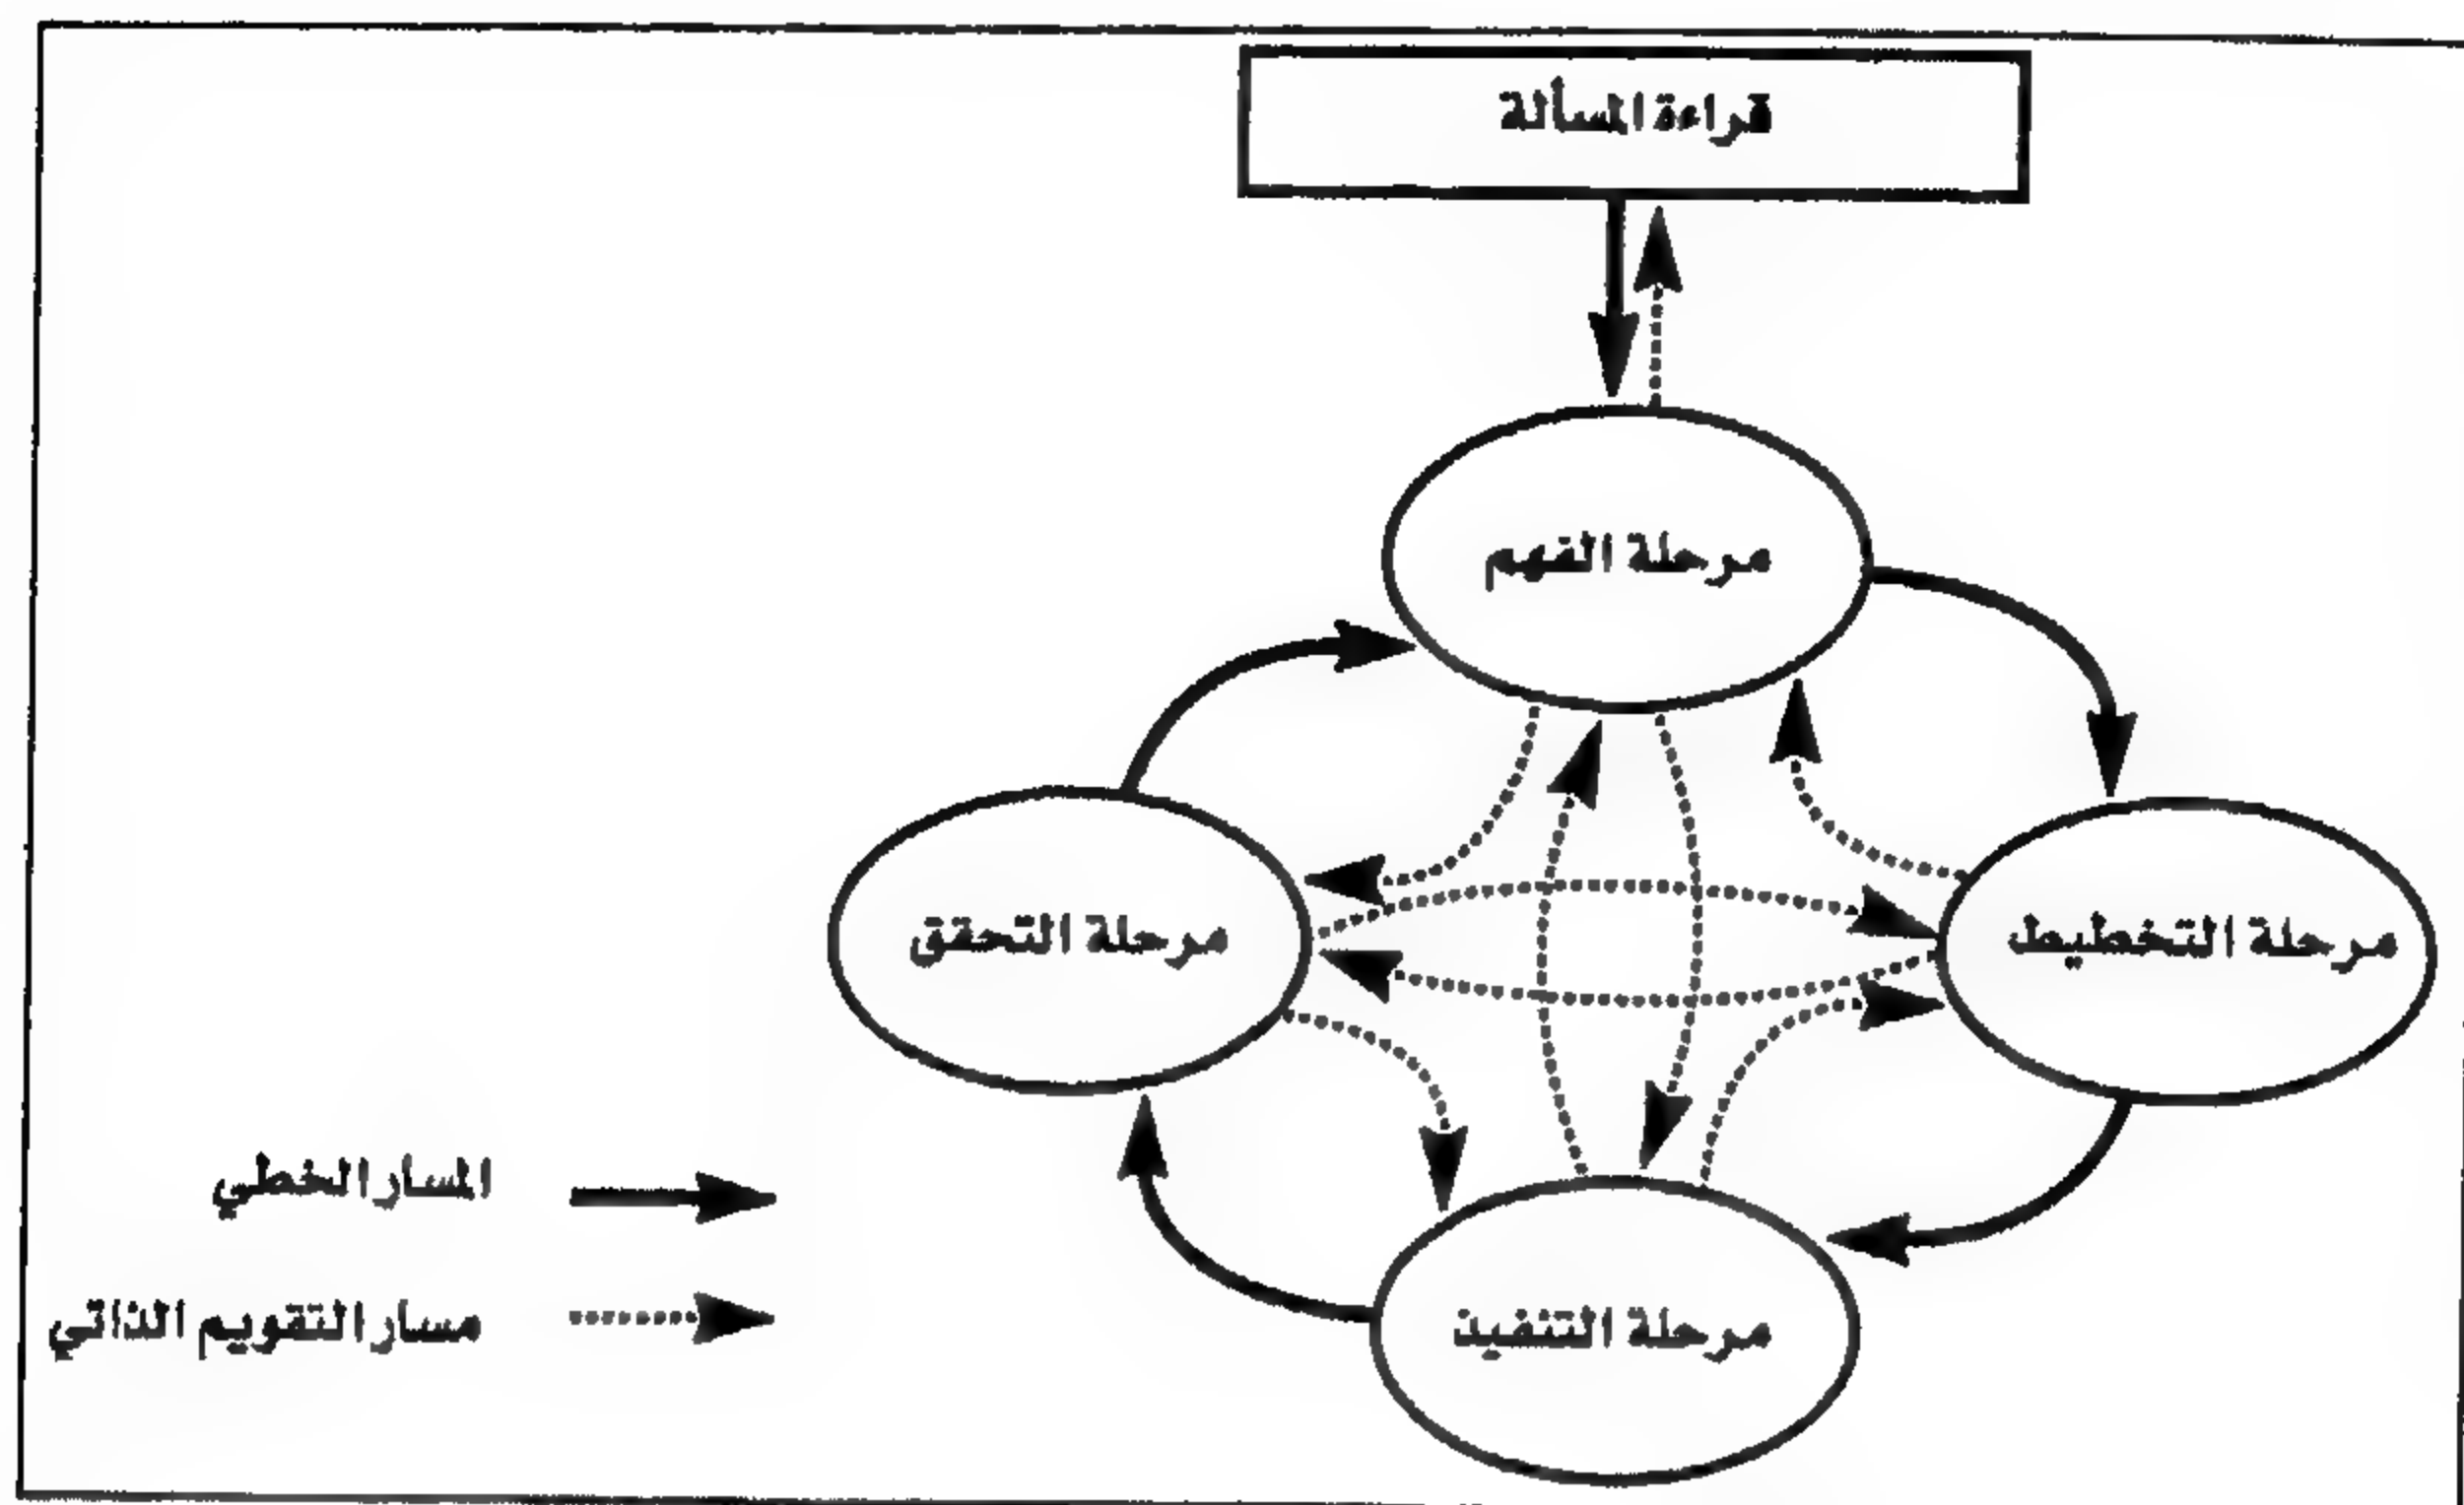 قراءة المسألة
مرحلة الفهم
مرحلة التخطيط
مرحلة التحقق
مرحلة التنفيذ
المسار الخطي
مسار التقويم الذاتي